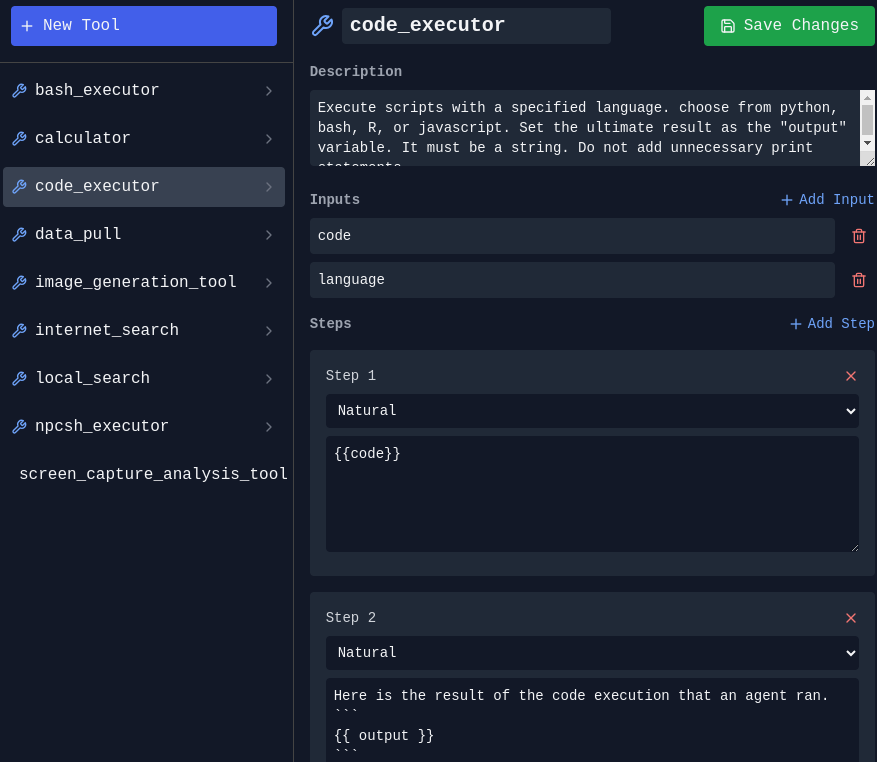 New Tool
bash_executor
calculator
code_executor
data_pull
image_generation_tool
internet_search
local_search
npcsh_executor
screen_capture_analysis_tool
code_executor
Save Changes
Description
Execute scripts with a specified language. choose from python,
bash, R, or javascript. Set the ultimate result as the "output"
variable. It must be a string. Do not add unnecessary print
statements
Inputs
Add Input
code
language
Steps
Add Step
Step 1
Natural
{{code}}
Step 2
Natural
Here is the result of the code execution that an agent ran.
```
{{ output }}
```